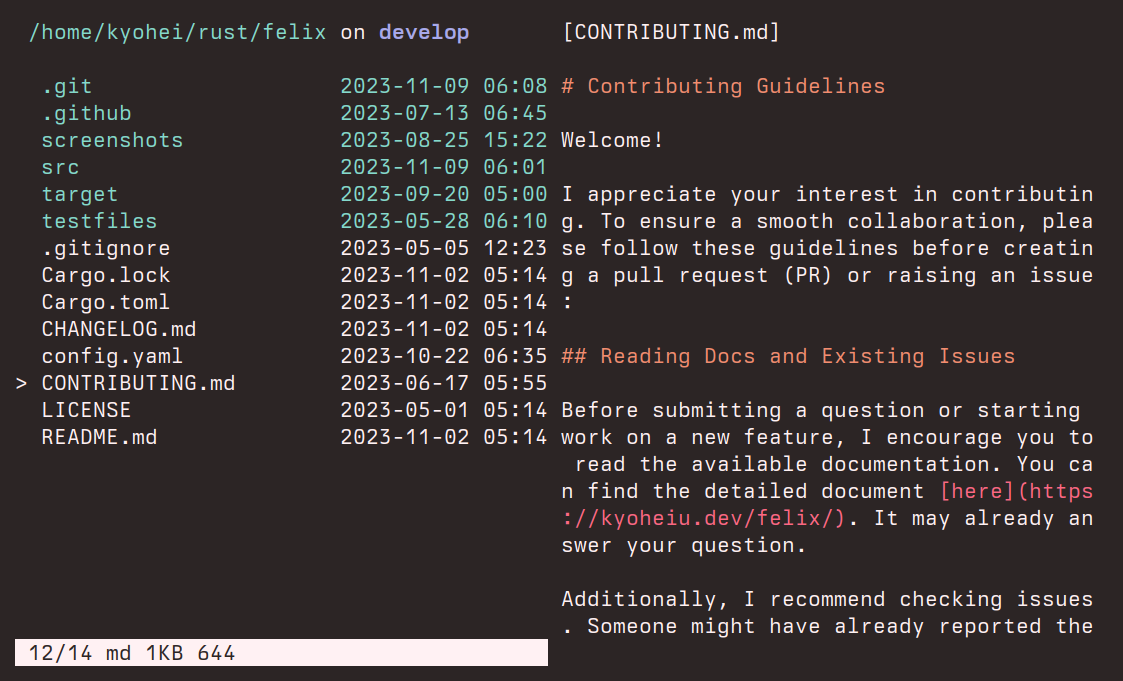 /home/kyohei/rust/felix on develop
.git 2023-11-09 06:08
.github 2023-07-13 06:45
screenshots 2023-08-25 15:22
src 2023-11-09 06:01
target 2023-09-20 05:00
testfiles 2023-05-28 06:10
.gitignore 2023-05-05 12:23
Cargo.lock 2023-11-02 05:14
Cargo.toml 2023-11-02 05:14
CHANGELOG.md 2023-11-02 05:14
config.yaml 2023-10-22 06:35
> CONTRIBUTING.md 2023-06-17 05:55
LICENSE 2023-05-01 05:14
README.md 2023-11-02 05:14
12/14 md 1KB 644
[CONTRIBUTING.md]
# Contributing Guidelines
Welcome!
I appreciate your interest in contributin
g. To ensure a smooth collaboration, plea
se follow these guidelines before creatin
g a pull request (PR) or raising an issue
:
## Reading Docs and Existing Issues
Before submitting a question or starting
work on a new feature, I encourage you to
 read the available documentation. You ca
n find the detailed document [here](https
://kyoheiu.dev/felix/). It may already an
swer your question.
Additionally, I recommend checking issues
. Someone might have already reported the